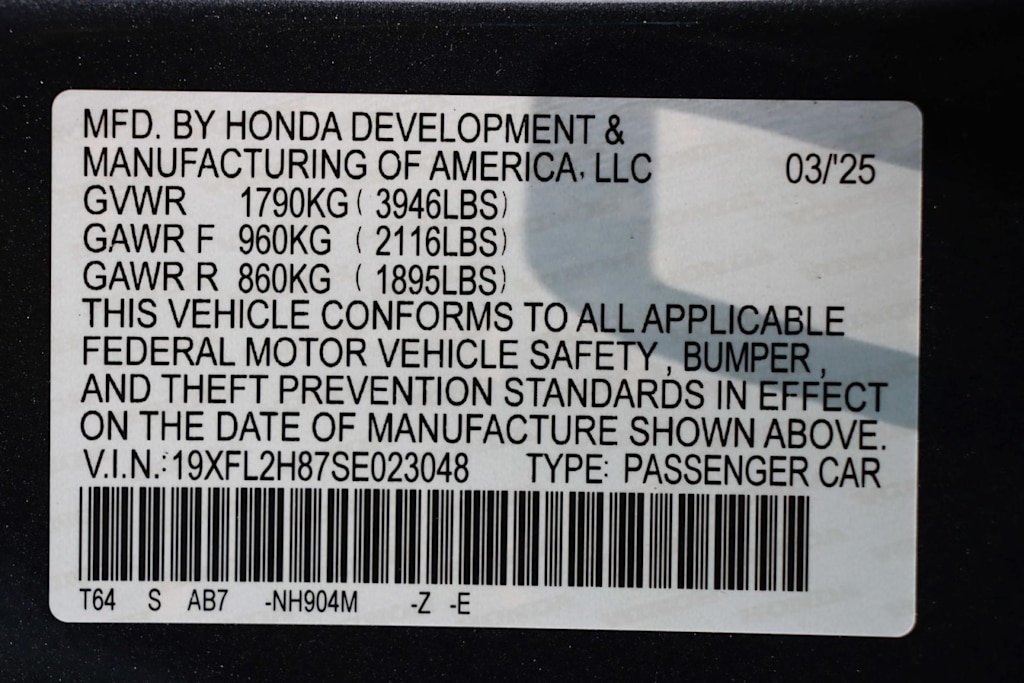 MFD. BY HONDA DEVELOPMENT &
MANUFACTURING OF AMERICA, LLC 03/'25
GVWR 1790KG ( 3946LBS)
GAWR F 960KG ( 2116LBS)
GAWR R 860KG ( 1895LBS)
THIS VEHICLE CONFORMS TO ALL APPLICABLE
FEDERAL MOTOR VEHICLE SAFETY , BUMPER ,
AND THEFT PREVENTION STANDARDS IN EFFECT
ON THE DATE OF MANUFACTURE SHOWN ABOVE.
V.I.N.: 19XFL2H87SE023048 TYPE: PASSENGER CAR
T64 S AB7 -NH904M -Z -E